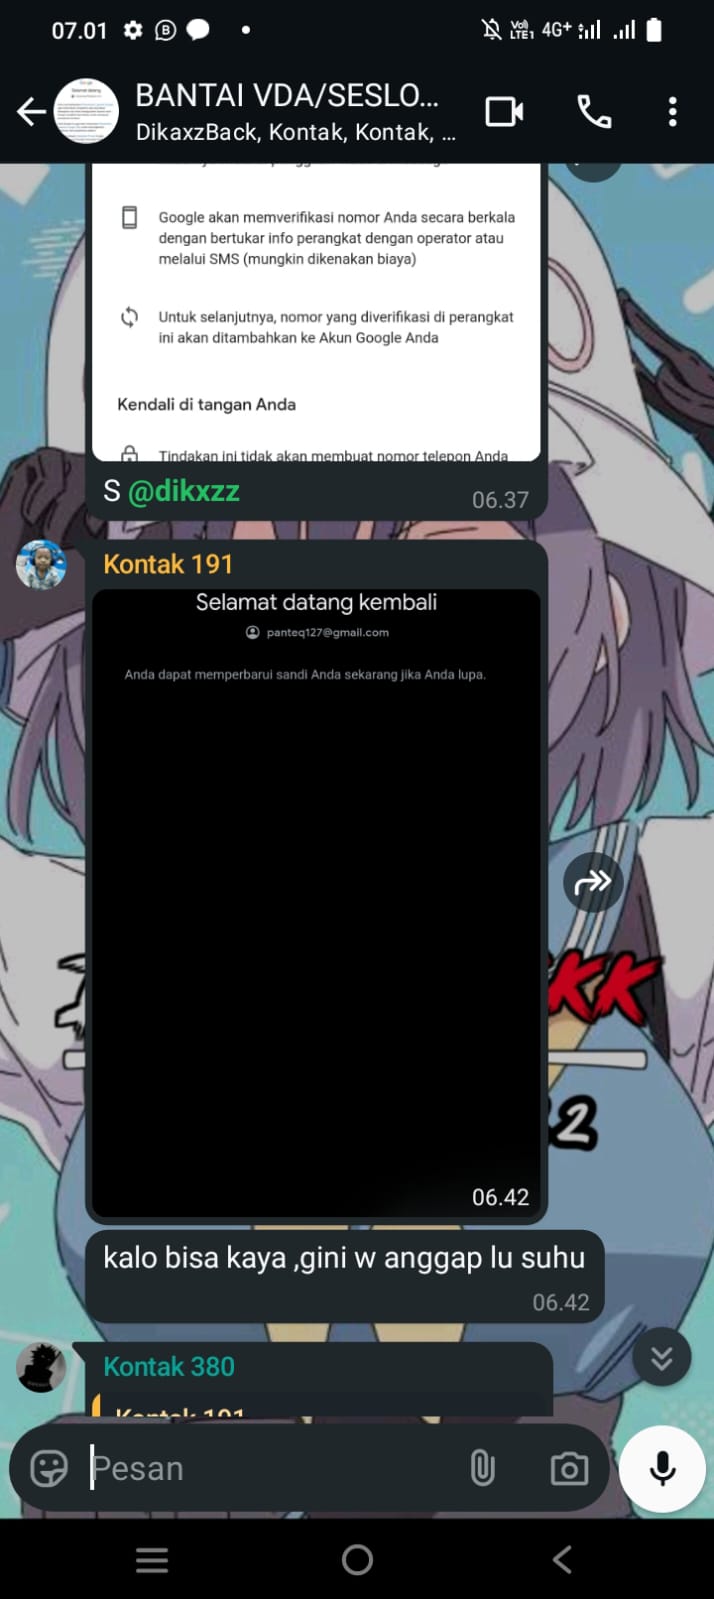 07.01
4G+
BANTAI VDA/SESLO...
DikaxzBack, Kontak, Kontak, ...
Google akan memverifikasi nomor Anda secara berkala
dengan bertukar info perangkat dengan operator atau
melalui SMS (mungkin dikenakan biaya)
Untuk selanjutnya, nomor yang diverifikasi di perangkat
ini akan ditambahkan ke Akun Google Anda
Kendali di tangan Anda
Tindakan ini tidak akan membuat nomor telepon Anda
S @dikxzz
06.37
Kontak 191
Selamat datang kembali
panteq127@gmail.com
Anda dapat memperbarui sandi Anda sekarang jika Anda lupa.
06.42
kalo bisa kaya ,gini w anggap lu suhu
06.42
Kontak 380
Kontak 191
Pesan